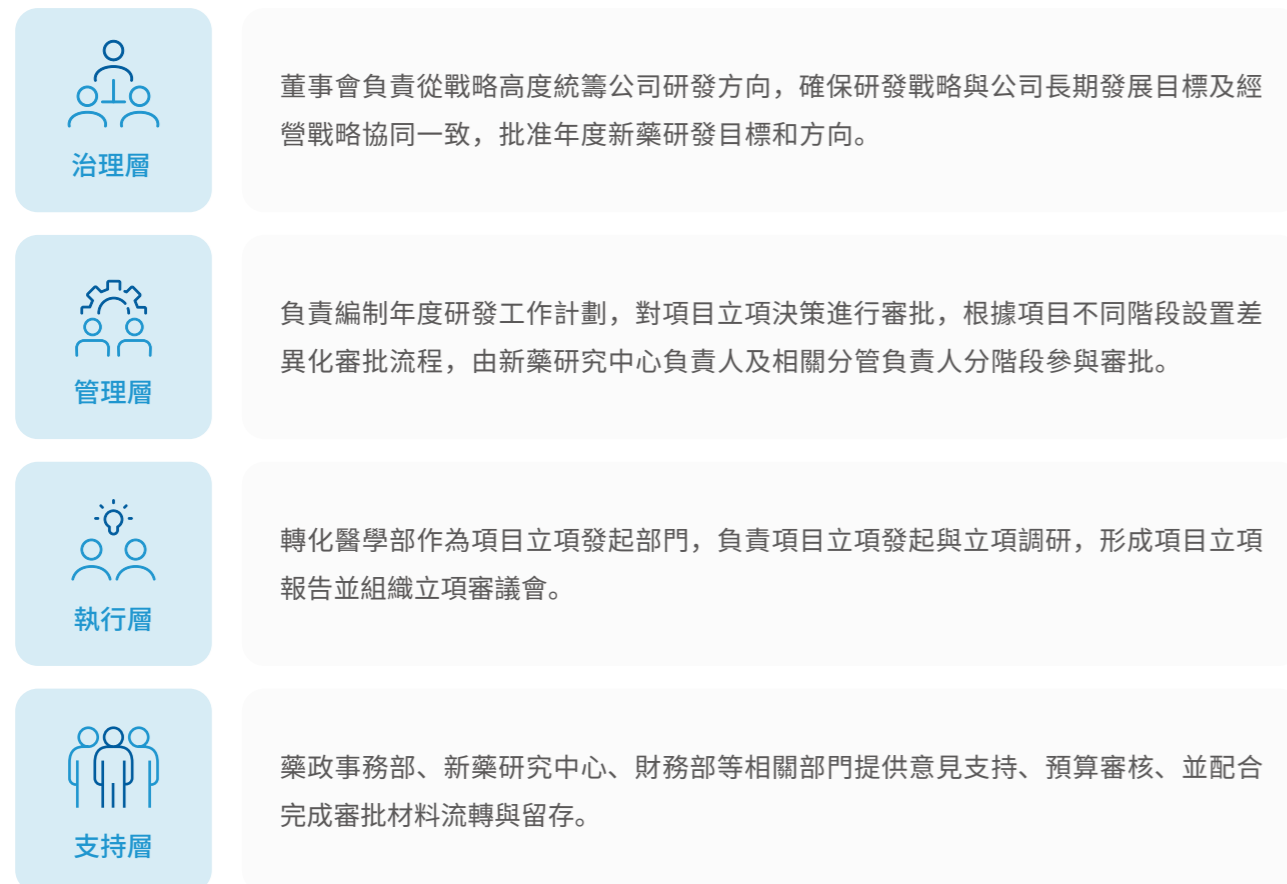 治理層
董事會負責從戰略高度統籌公司研發方向，確保研發戰略與公司長期發展目標及經
營戰略協同一致，批准年度新藥研發目標和方向。
管理層
負責編制年度研發工作計劃，對項目立項決策進行審批，根據項目不同階段設置差
異化審批流程，由新藥研究中心負責人及相關分管負責人分階段參與審批。
執行層
轉化醫學部作為項目立項發起部門，負責項目立項發起與立項調研，形成項目立項
報告並組織立項審議會。
支持層
藥政事務部、新藥研究中心、財務部等相關部門提供意見支持、預算審核、並配合
完成審批材料流轉與留存。